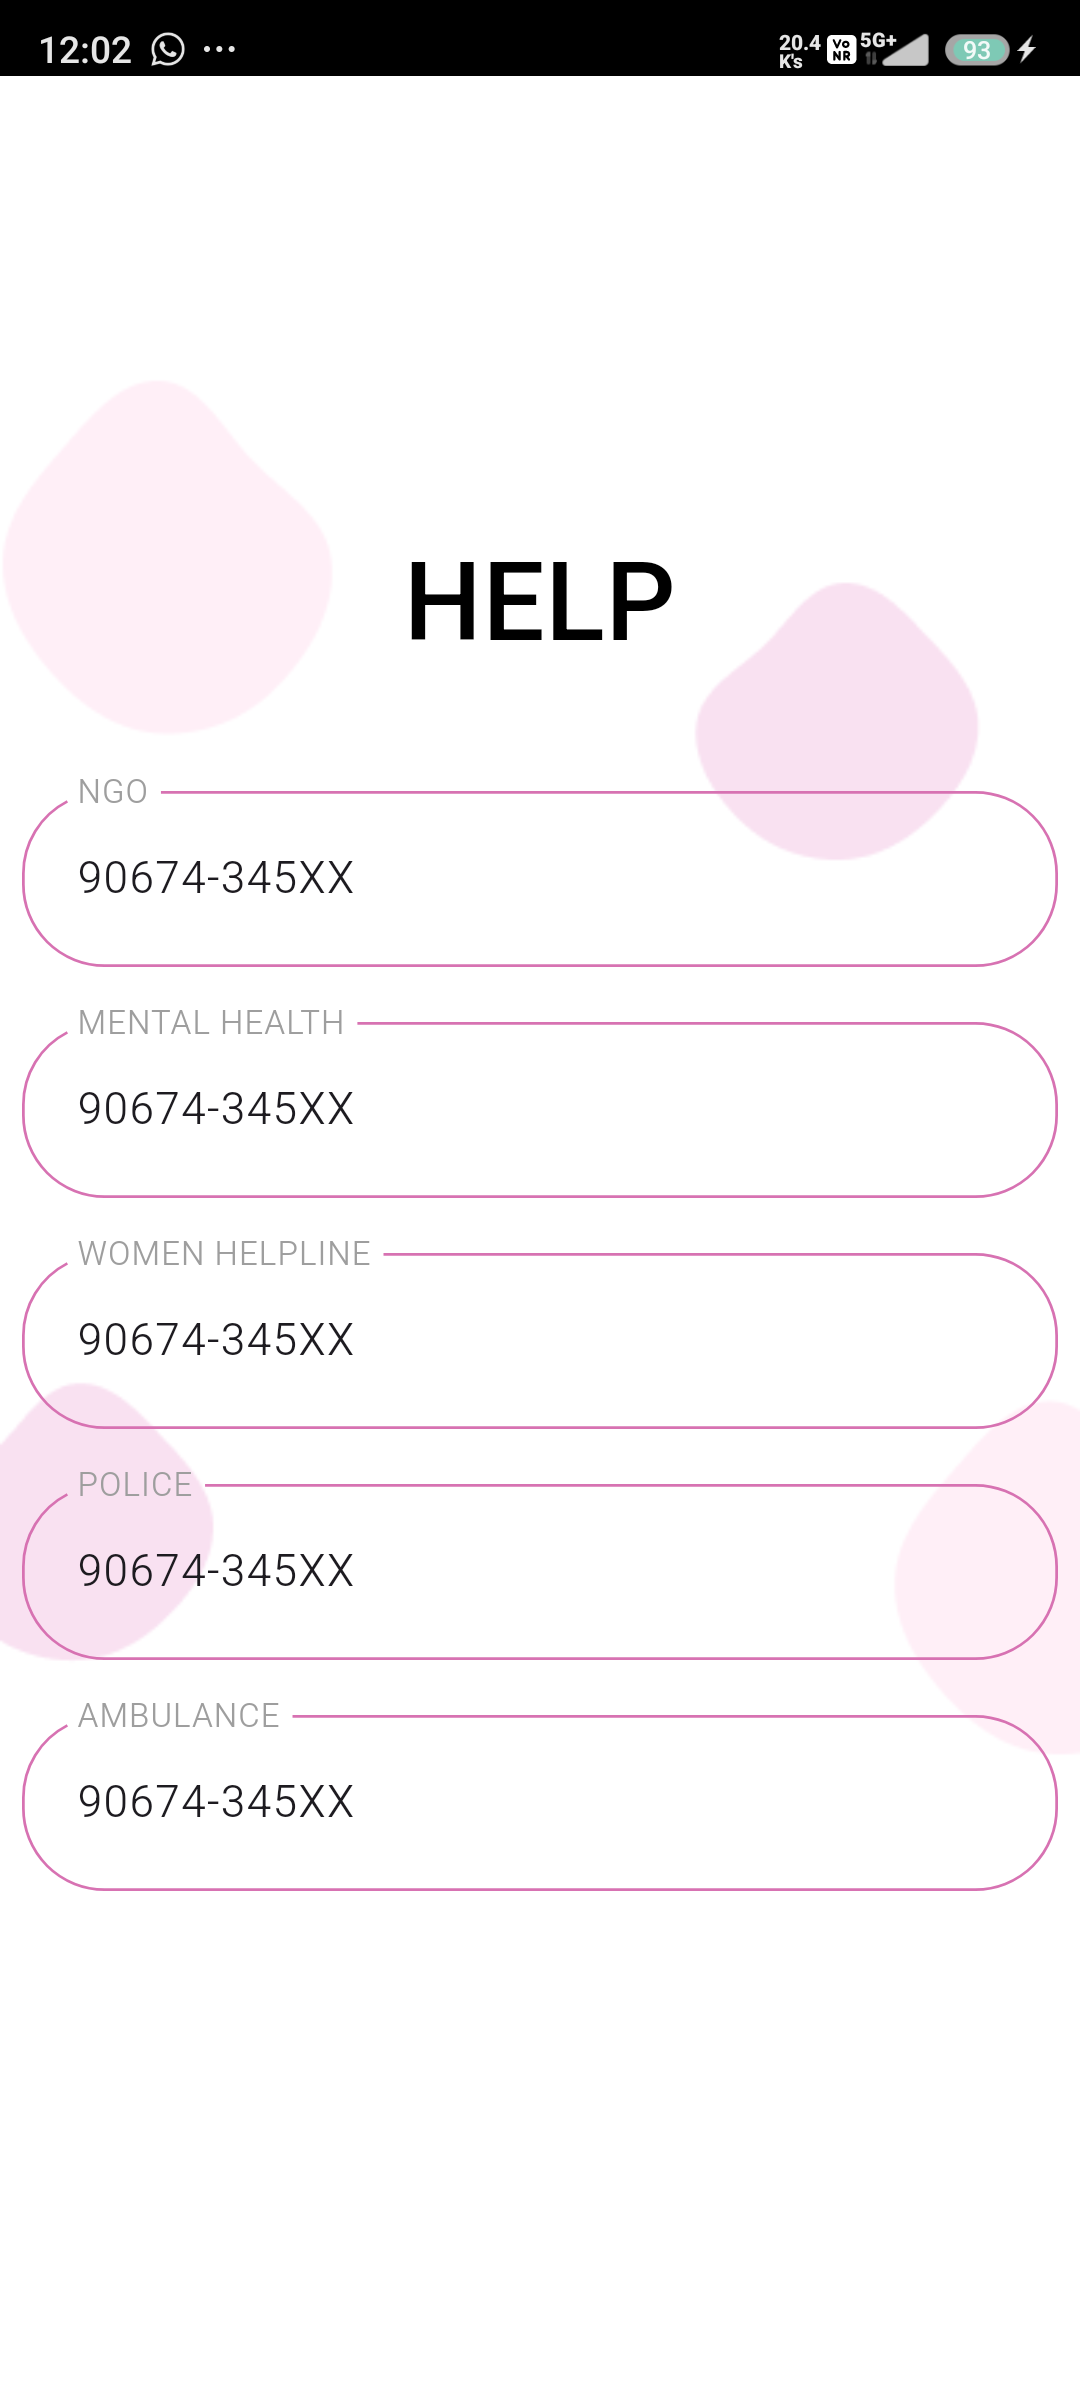 12:02 ... 20.4 K's Vo NR 5G+ 93
HELP
NGO
90674-345XX
MENTAL HEALTH
90674-345XX
WOMEN HELPLINE
90674-345XX
POLICE
90674-345XX
AMBULANCE
90674-345XX